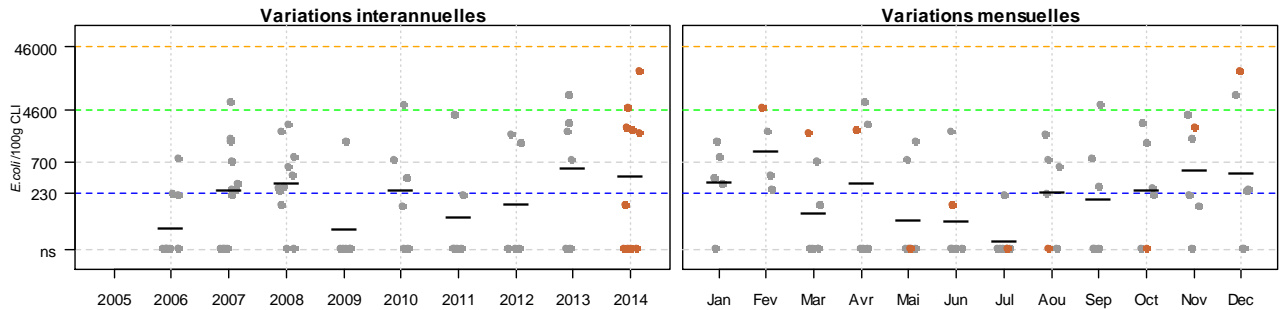 Variations interannuelles
Variations mensuelles
E.coli/100g CLI
46000
4600
700
230
ns
2005 2006 2007 2008 2009 2010 2011 2012 2013 2014
Jan Fev Mar Avr Mai Jun Jul Aou Sep Oct Nov Dec